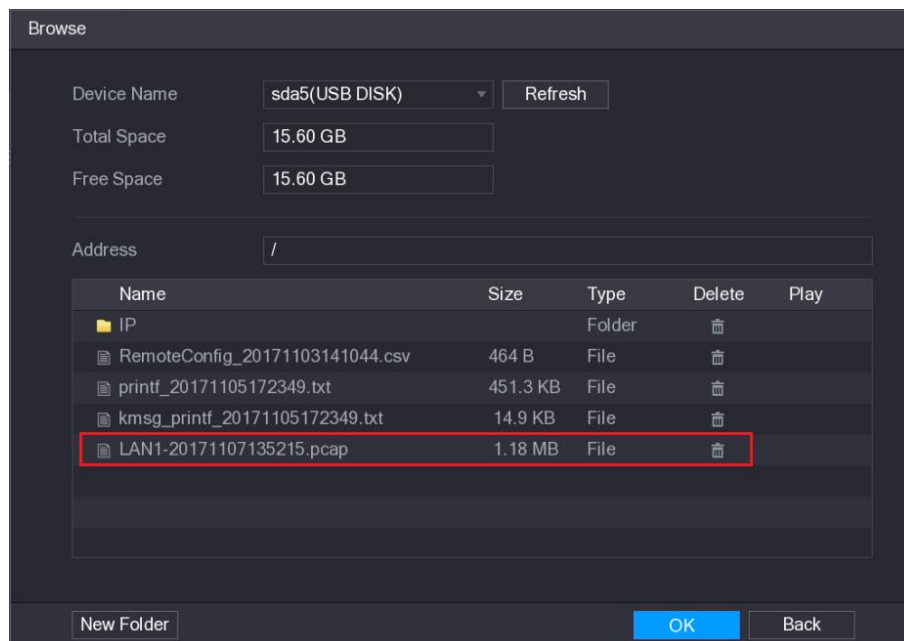 Browse
Device Name sda5(USB DISK) Refresh
Total Space 15.60 GB
Free Space 15.60 GB
Address /
Name Size Type Delete Play
IP Folder
RemoteConfig_20171103141044.csv 464 B File
printf_20171105172349.txt 451.3 KB File
kmsg_printf_20171105172349.txt 14.9 KB File
LAN1-20171107135215.pcap 1.18 MB File
New Folder OK Back